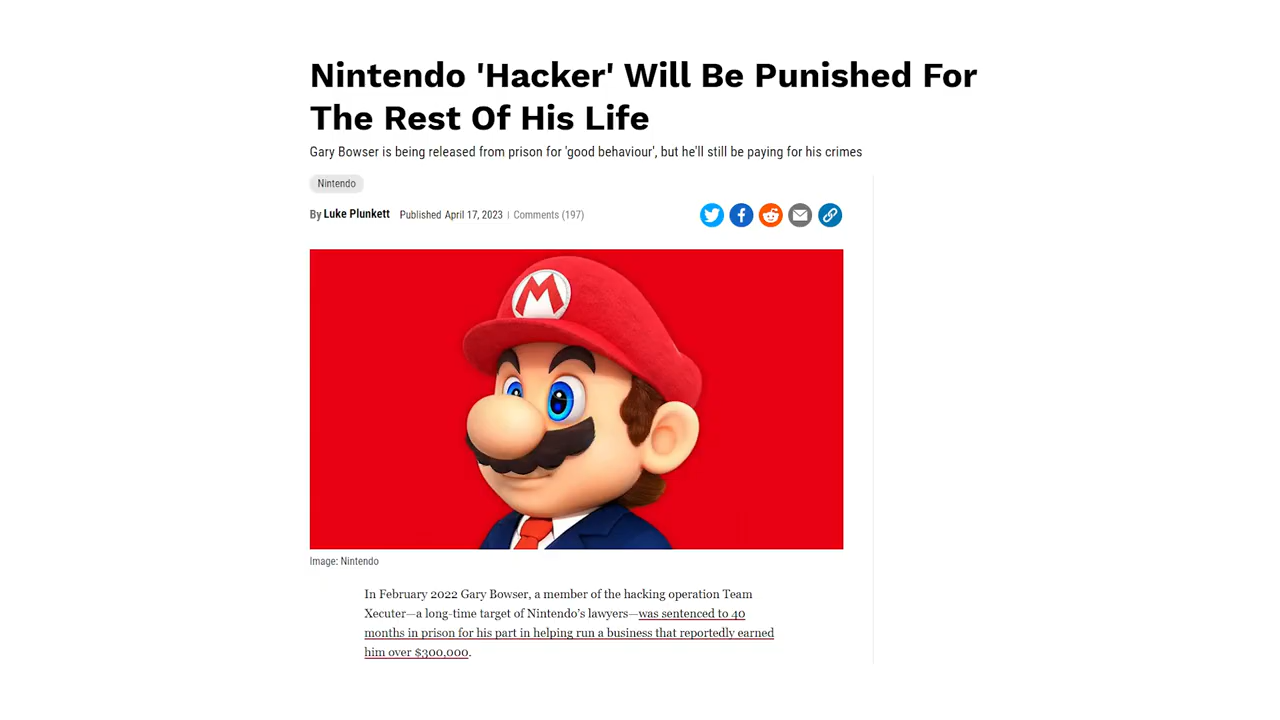 Nintendo 'Hacker' Will Be Punished For
The Rest Of His Life
Gary Bowser is being released from prison for 'good behaviour', but he'll still be paying for his crimes
Nintendo
By Luke Plunkett Published April 17, 2023 | Comments (197)
M
Image: Nintendo
In February 2022 Gary Bowser, a member of the hacking operation Team
Xecuter—a long-time target of Nintendo's lawyers—was sentenced to 40
months in prison for his part in helping run a business that reportedly earned
him over $300,000.